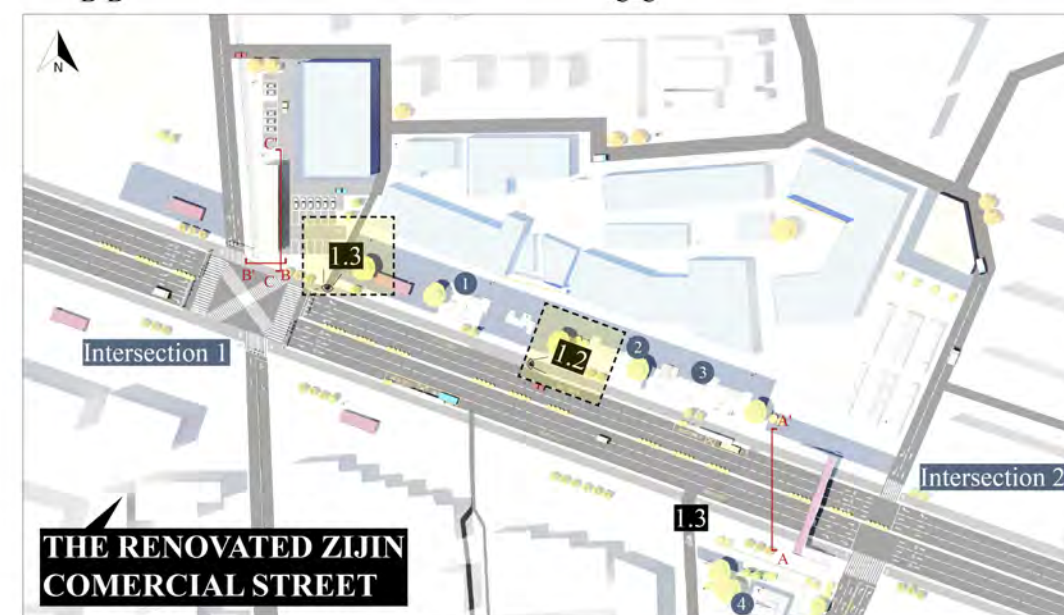 N
C'
1.3
B'
B
C
1
Intersection 1
1.2
2
3
A'
Intersection 2
1.3
A
THE RENOVATED ZIJIN
COMERCIAL STREET
4